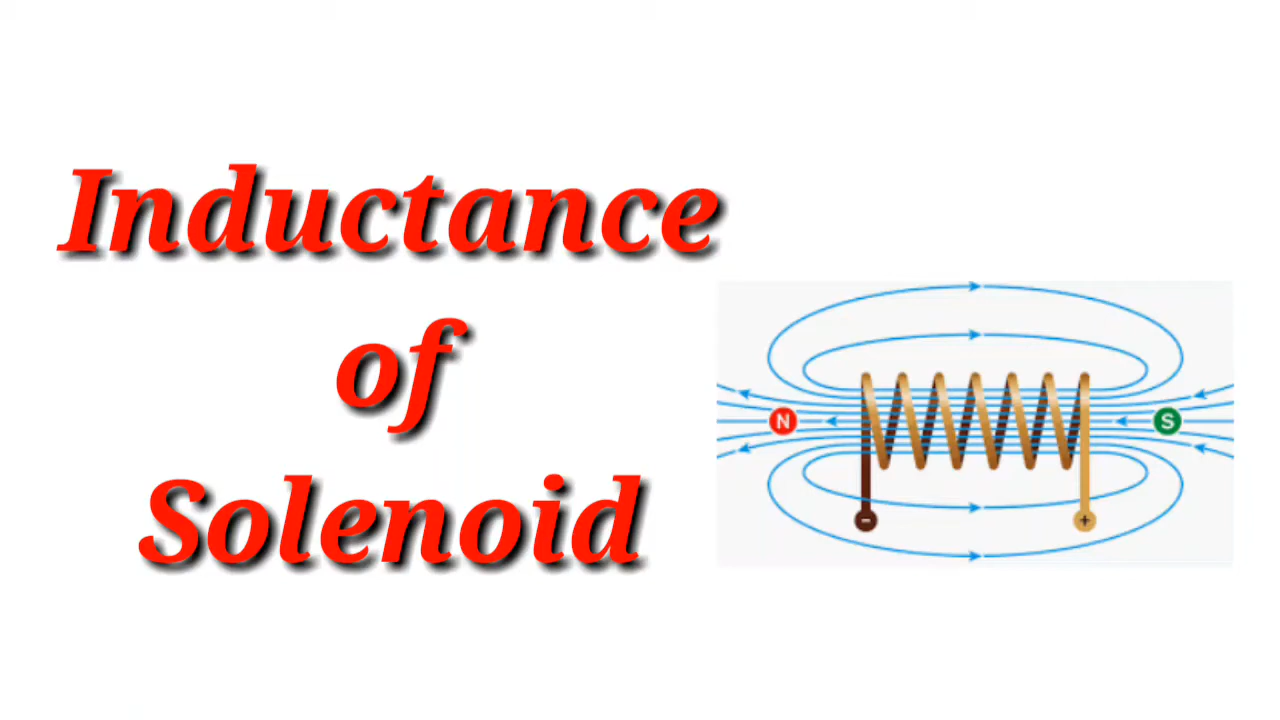 Inductance
of
Solenoid
N
S
-
+